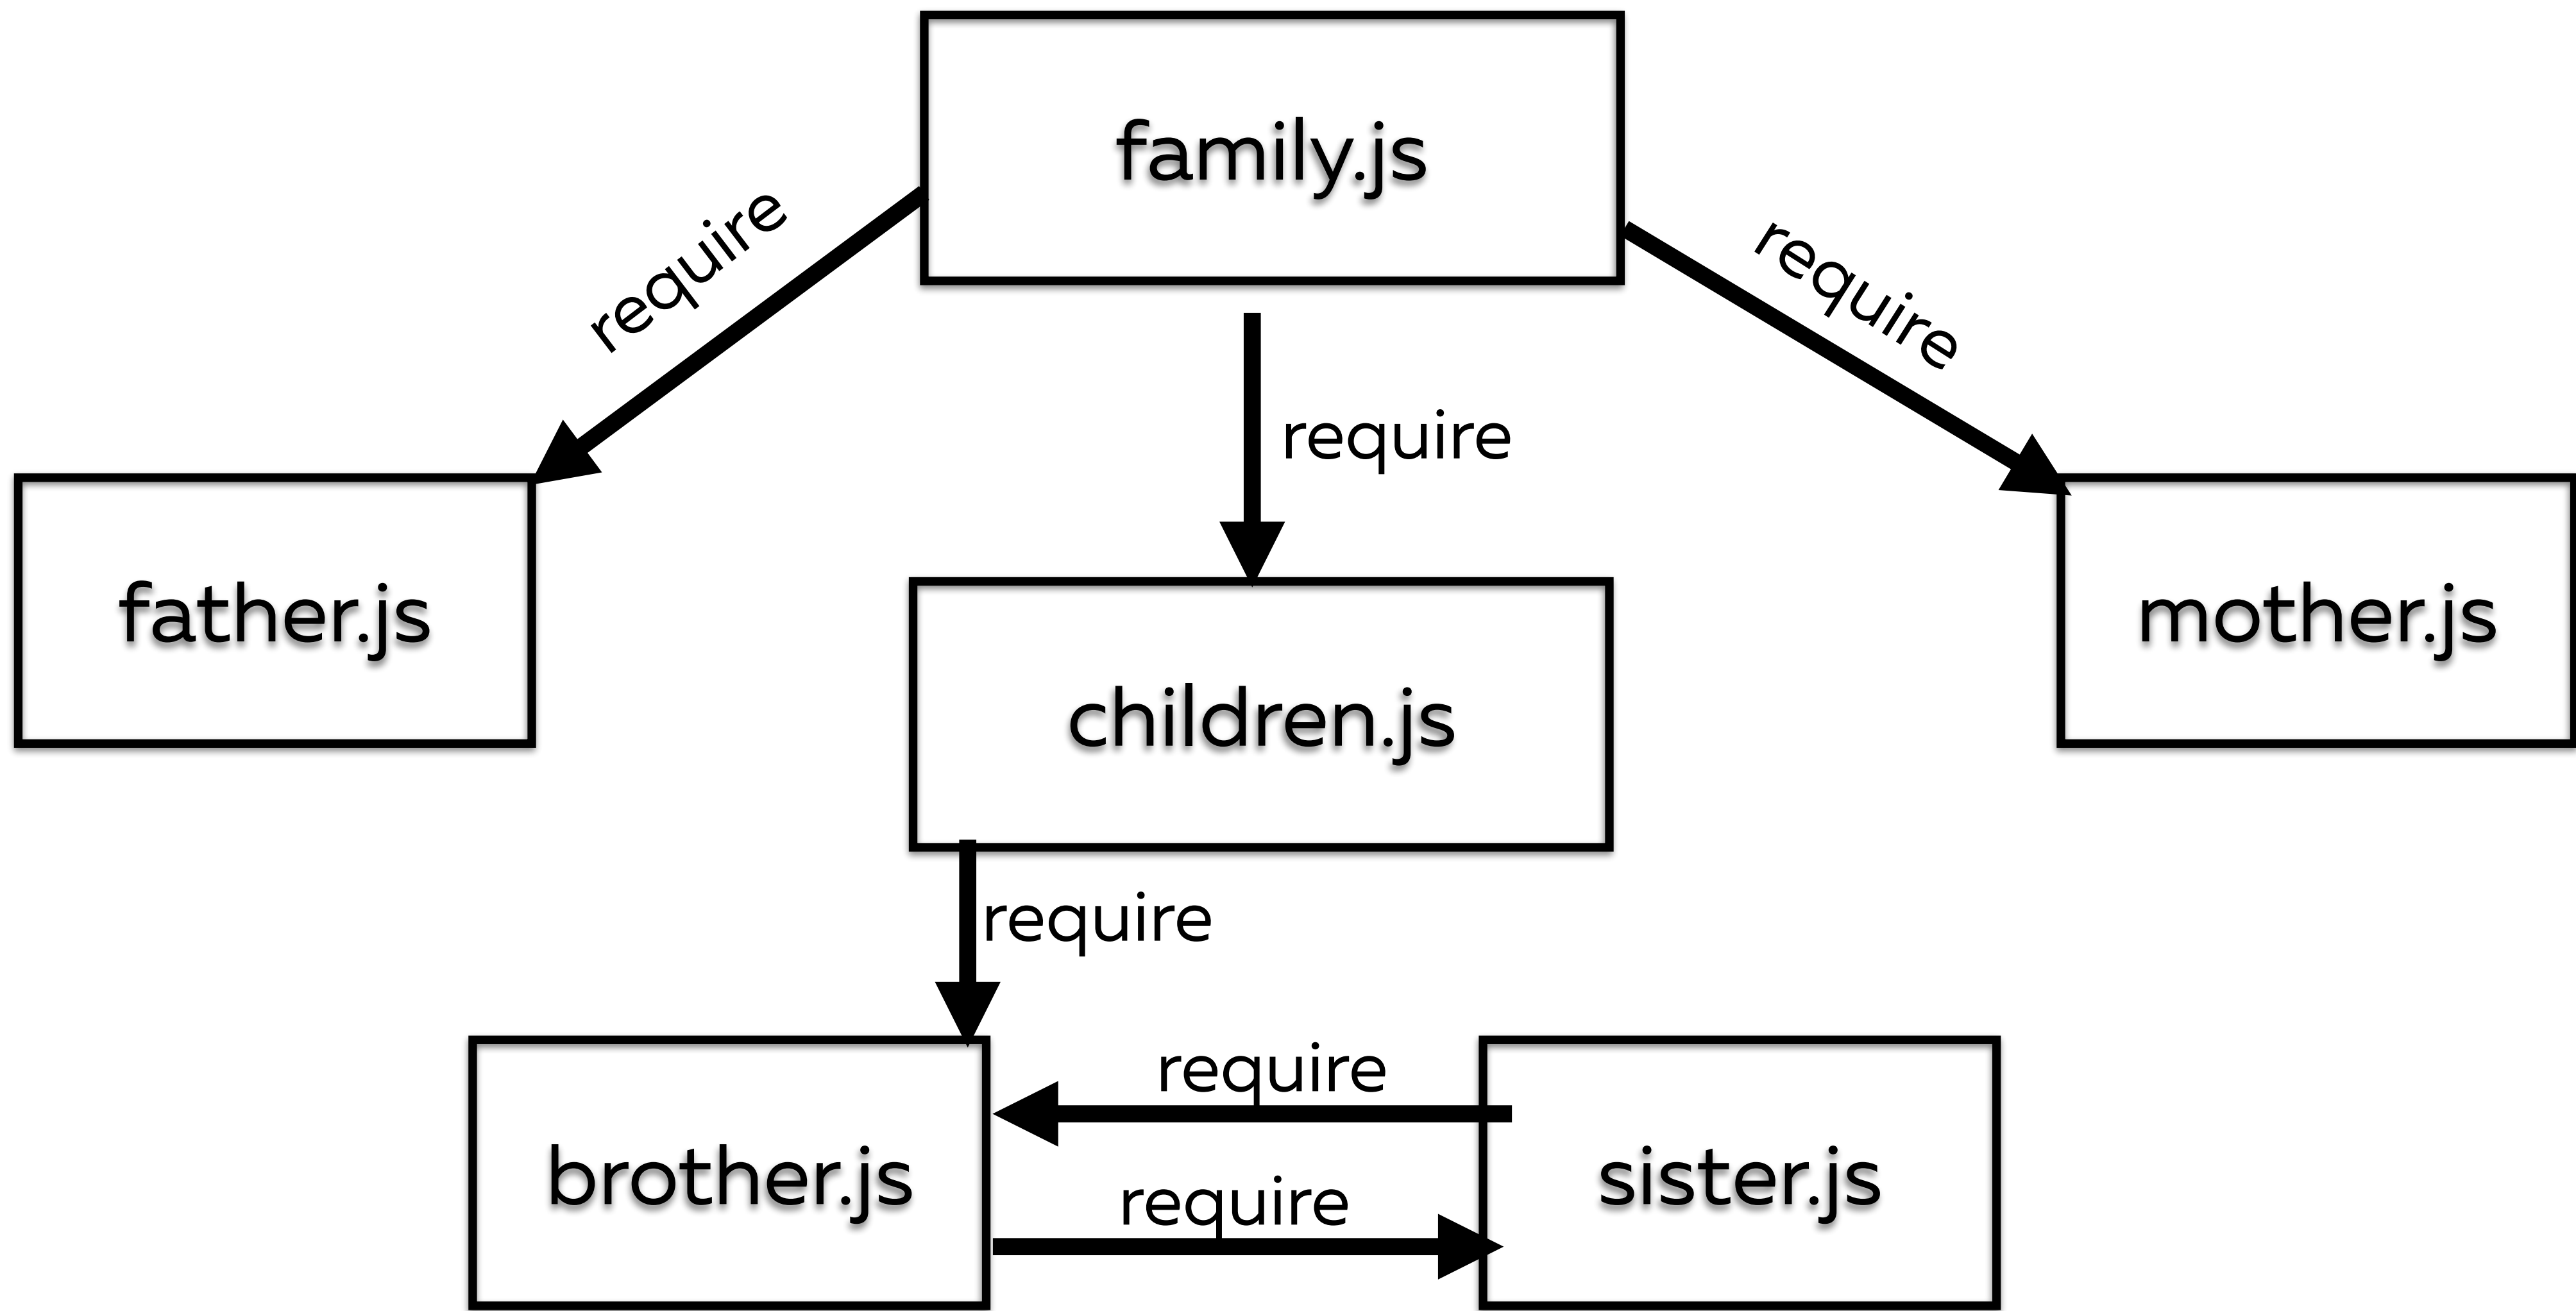 family.js
require
require
require
father.js
mother.js
children.js
require
require
brother.js
sister.js
require